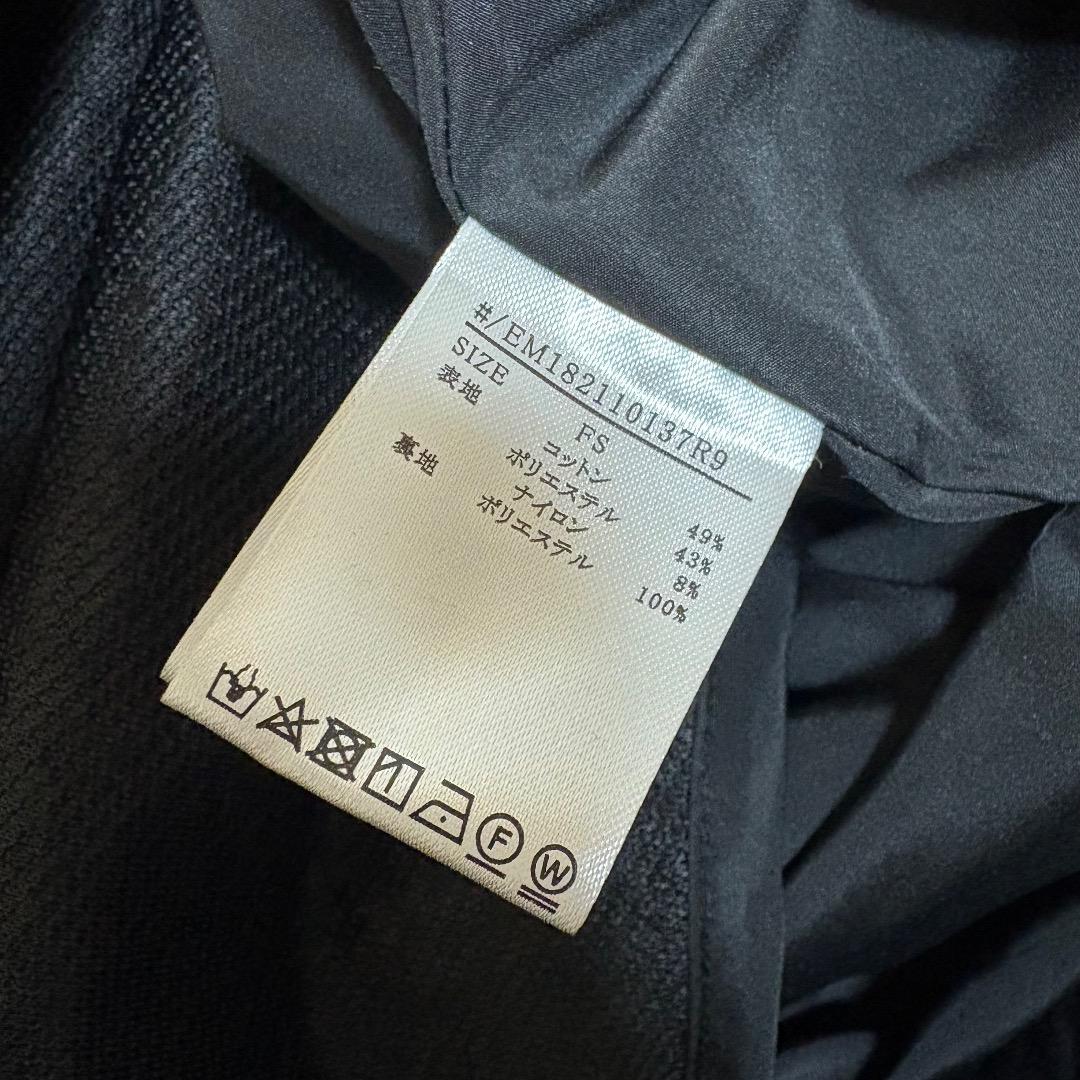 #/EM182110137R9
SIZE FS
表地 コットン 49%
ポリエステル 43%
ナイロン 8%
裏地 ポリエステル 100%
F
W